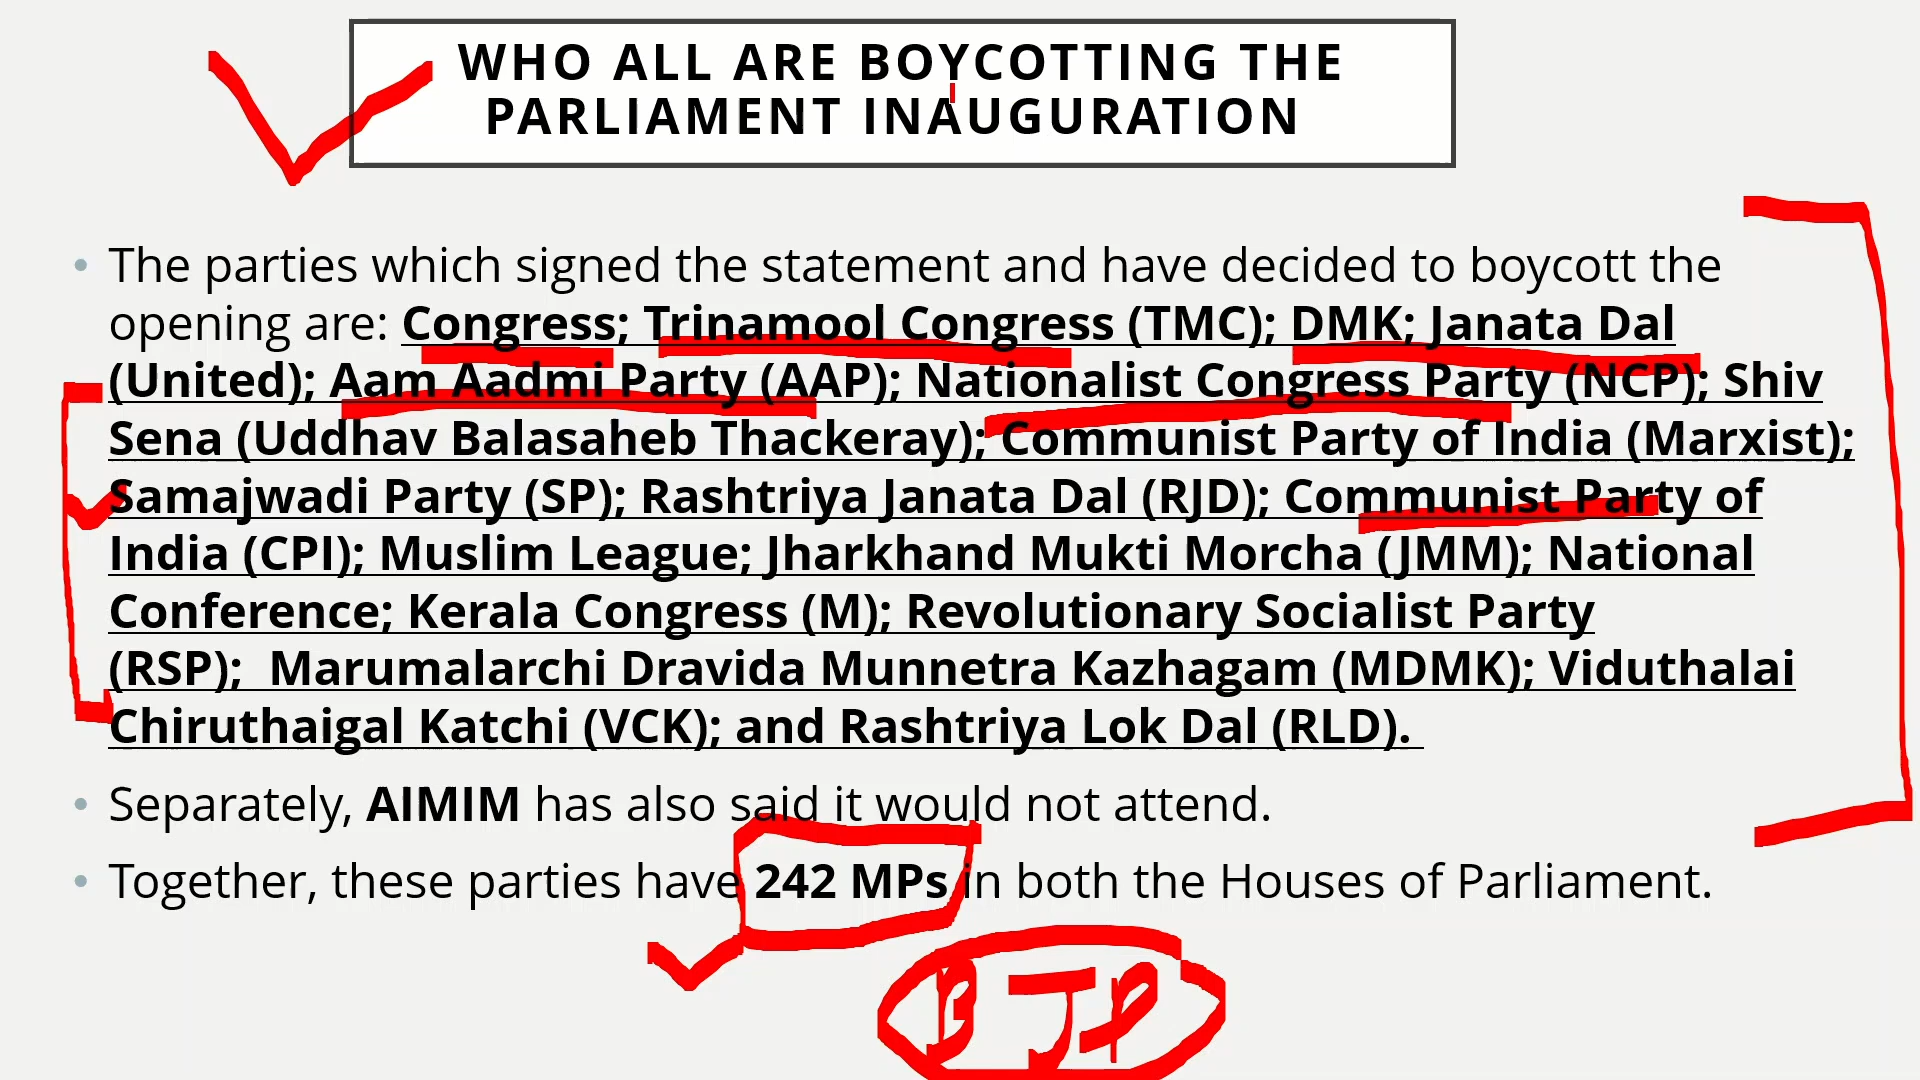 WHO ALL ARE BOYCOTTING THE
PARLIAMENT INAUGURATION
• The parties which signed the statement and have decided to boycott the
opening are: Congress; Trinamool Congress (TMC); DMK; Janata Dal
(United); Aam Aadmi Party (AAP); Nationalist Congress Party (NCP); Shiv
Sena (Uddhav Balasaheb Thackeray); Communist Party of India (Marxist);
Samajwadi Party (SP); Rashtriya Janata Dal (RJD); Communist Party of
India (CPI); Muslim League; Jharkhand Mukti Morcha (JMM); National
Conference; Kerala Congress (M); Revolutionary Socialist Party
(RSP);  Marumalarchi Dravida Munnetra Kazhagam (MDMK); Viduthalai
Chiruthaigal Katchi (VCK); and Rashtriya Lok Dal (RLD).
• Separately, AIMIM has also said it would not attend.
• Together, these parties have 242 MPs in both the Houses of Parliament.
BJP